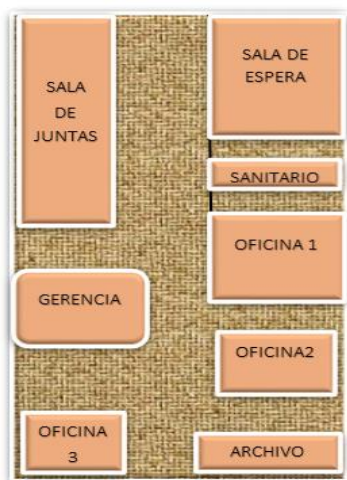 SALA
DE
JUNTAS
SALA DE
ESPERA
SANITARIO
OFICINA 1
GERENCIA
OFICINA2
OFICINA
3
ARCHIVO